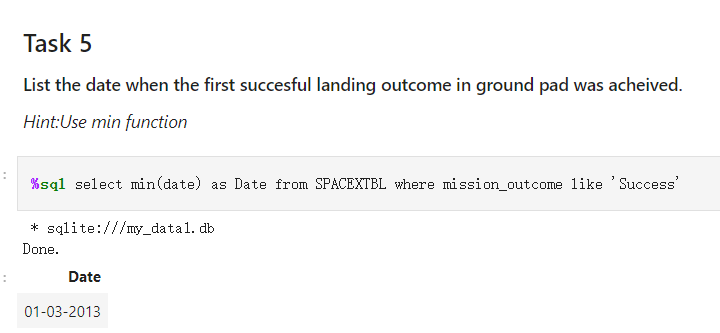 Task 5
List the date when the first succesful landing outcome in ground pad was acheived.
Hint:Use min function
:
%sql select min(date) as Date from SPACEXTBL where mission_outcome like 'Success'
* sqlite:///my_data1.db
Done.
:
Date
01-03-2013